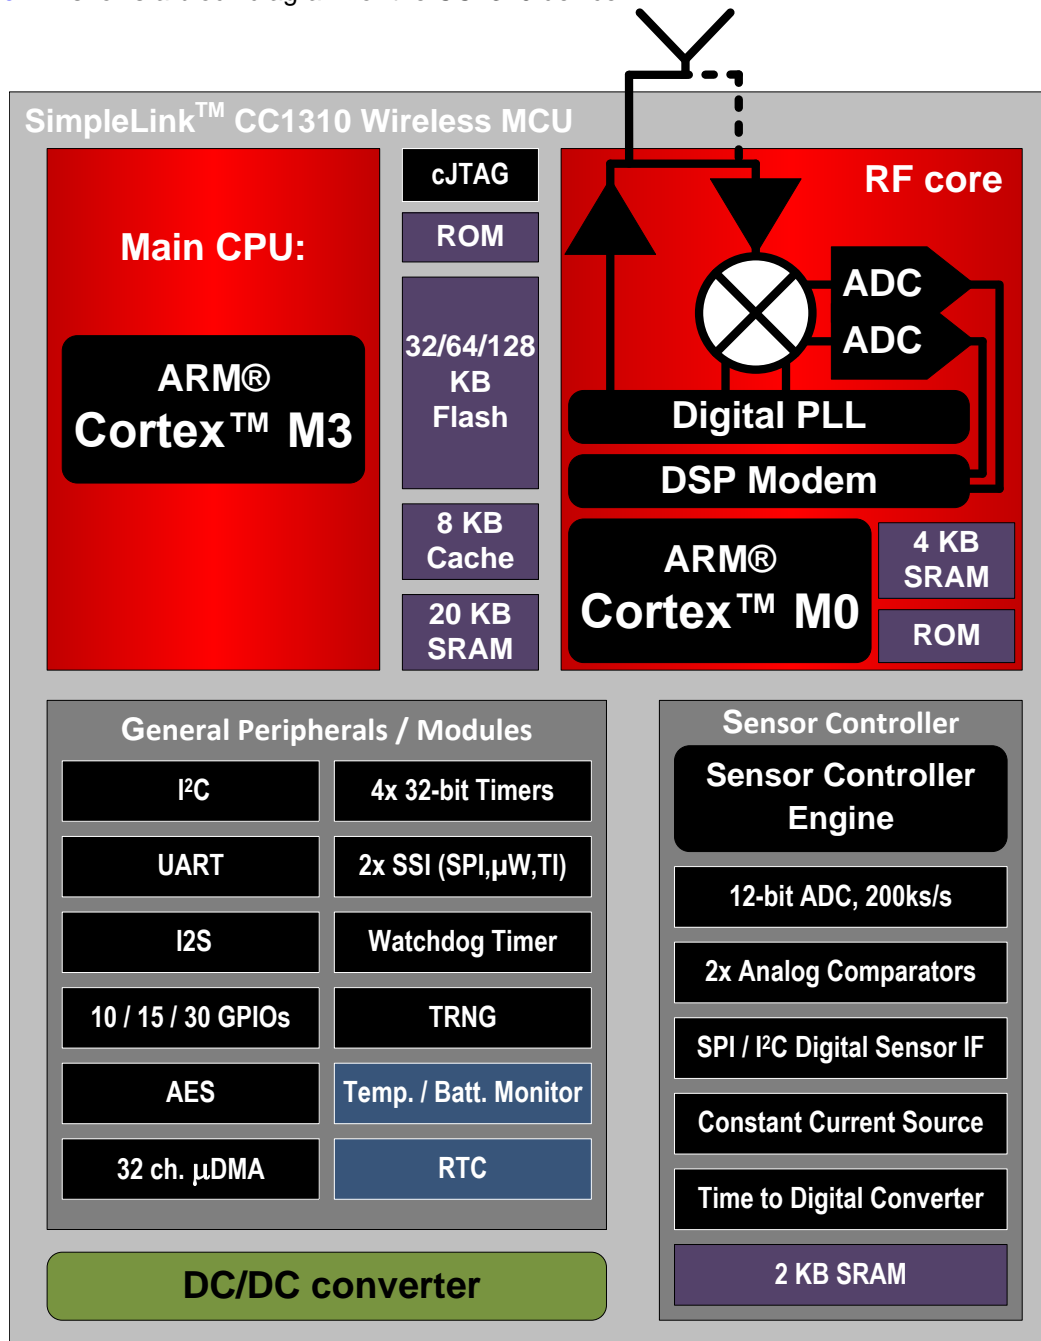 SimpleLink™ CC1310 Wireless MCU
Main CPU:
ARM®
Cortex™ M3
cJTAG
ROM
32/64/128
KB
Flash
8 KB
Cache
20 KB
SRAM
RF core
ADC
ADC
Digital PLL
DSP Modem
ARM®
Cortex™ M0
4 KB
SRAM
ROM
General Peripherals / Modules
I²C
4x 32-bit Timers
UART
2x SSI (SPI,µW,TI)
I2S
Watchdog Timer
10 / 15 / 30 GPIOs
TRNG
AES
Temp. / Batt. Monitor
32 ch. µDMA
RTC
Sensor Controller
Sensor Controller
Engine
12-bit ADC, 200ks/s
2x Analog Comparators
SPI / I²C Digital Sensor IF
Constant Current Source
Time to Digital Converter
2 KB SRAM
DC/DC converter